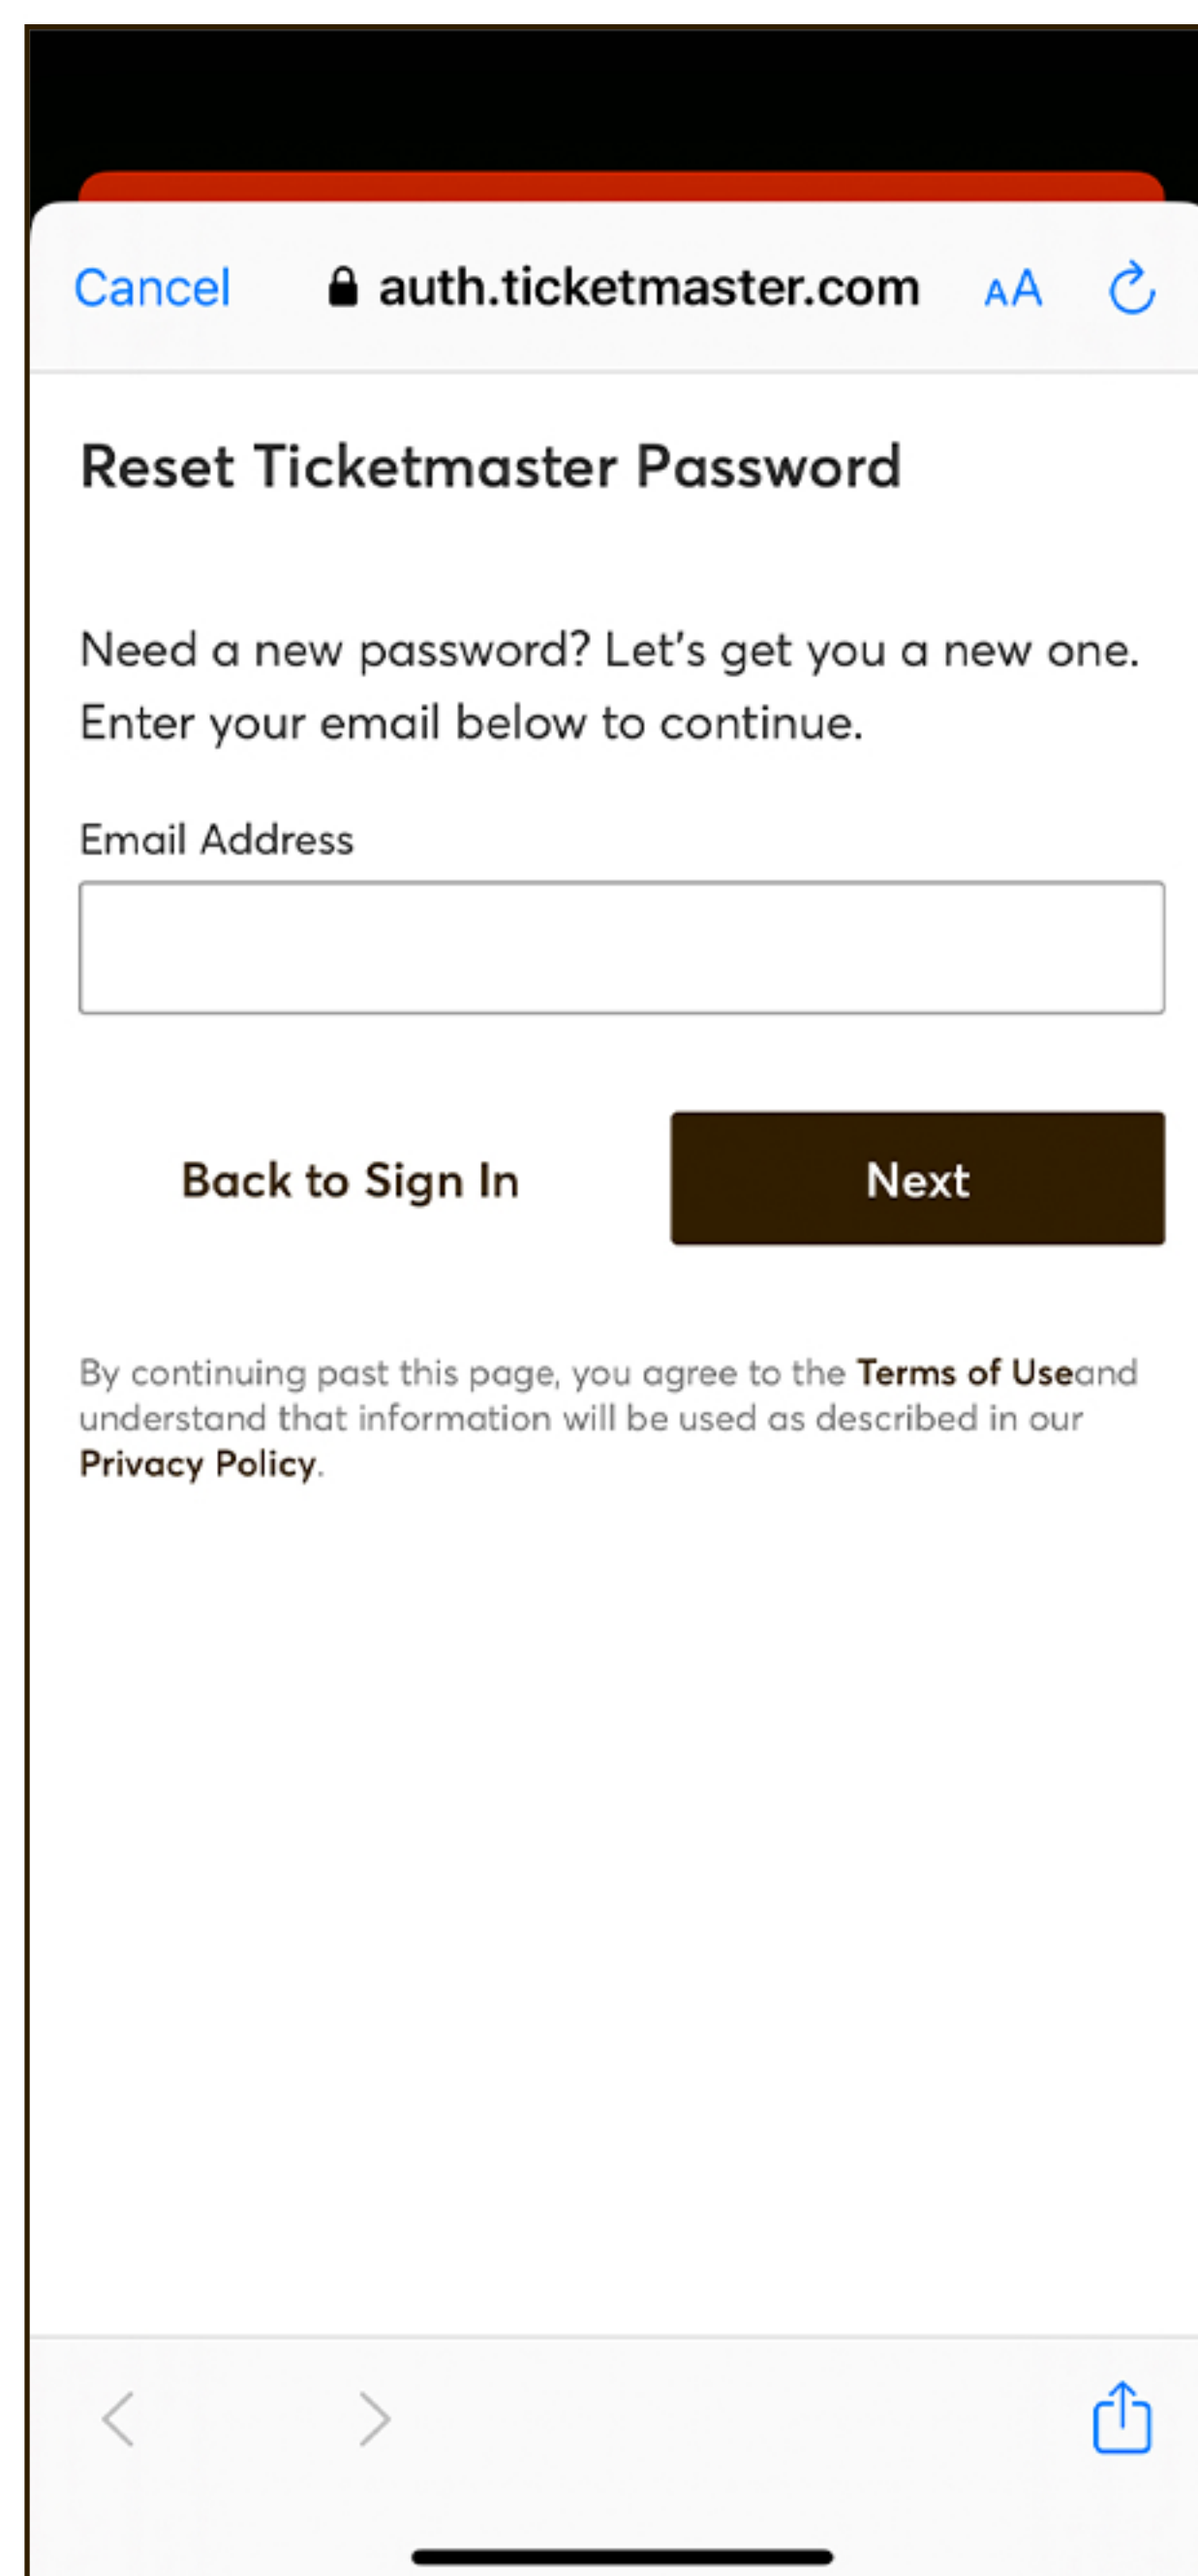 Cancel auth.ticketmaster.com AA
Reset Ticketmaster Password
Need a new password? Let's get you a new one.
Enter your email below to continue.
Email Address
Back to Sign In Next
By continuing past this page, you agree to the Terms of Useand
understand that information will be used as described in our
Privacy Policy.